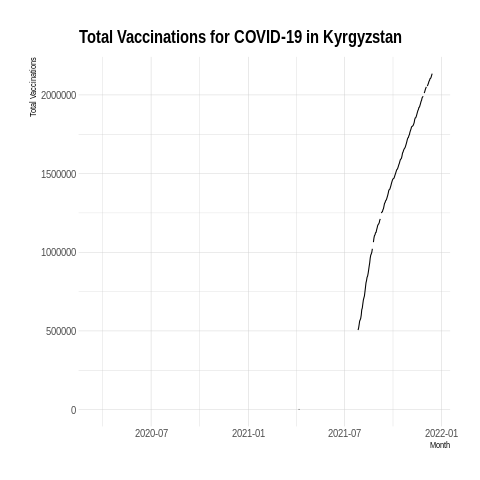 Total Vaccinations for COVID-19 in Kyrgyzstan
Total Vaccinations
2000000
1500000
1000000
500000
0
2020-07 2021-01 2021-07 2022-01
Month